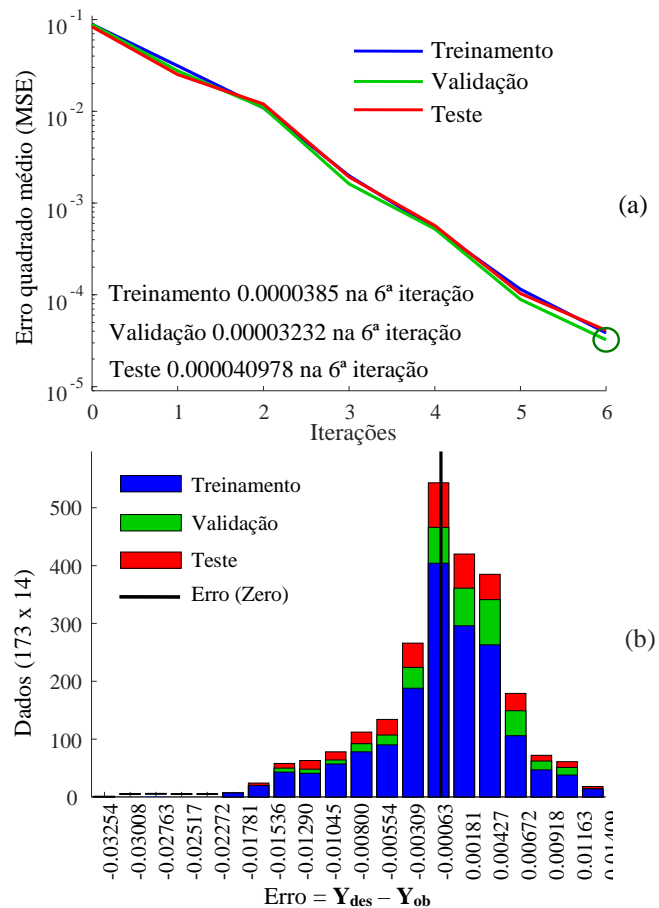 10^-1
10^-2
10^-3
10^-4
10^-5
Erro quadrado médio (MSE)
Treinamento
Validação
Teste
(a)
Treinamento 0.0000385 na 6ª iteração
Validação 0.00003232 na 6ª iteração
Teste 0.000040978 na 6ª iteração
0 1 2 3 4 5 6
Iterações
500
400
300
200
100
0
Dados (173 x 14)
Treinamento
Validação
Teste
Erro (Zero)
(b)
-0.03254
-0.03008
-0.02763
-0.02517
-0.02272
-0.01781
-0.01536
-0.01290
-0.01045
-0.00800
-0.00554
-0.00309
-0.00063
0.00181
0.00427
0.00672
0.00918
0.01163
Erro = Y_des – Y_ob